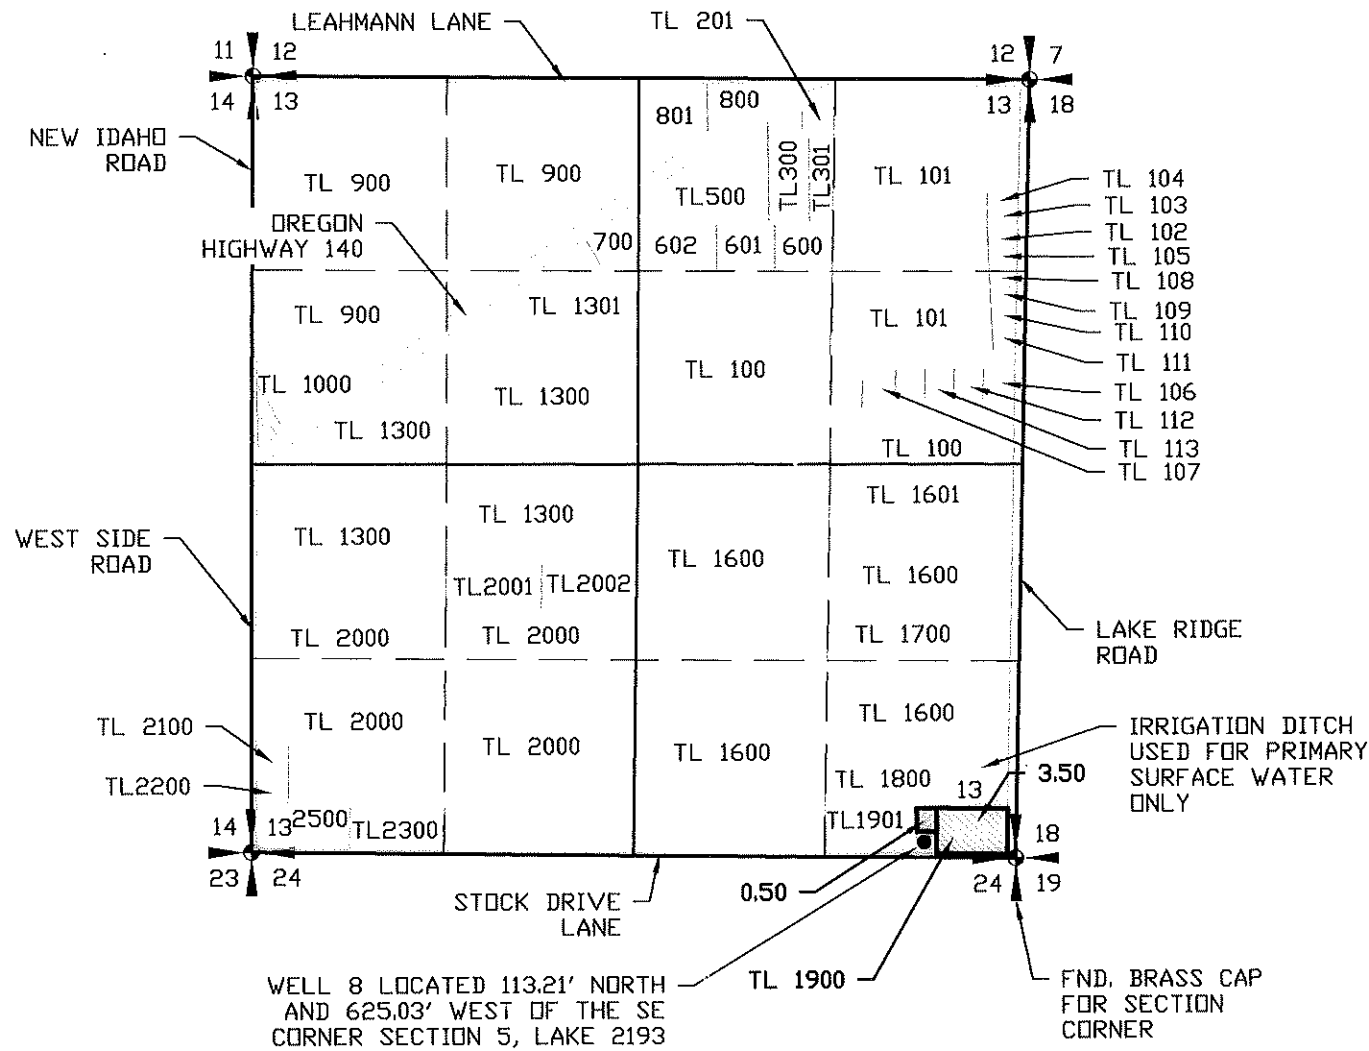 LEAHMANN LANE
TL 201
11 12
14 13
12 7
13 18
NEW IDAHO
ROAD
801
800
TL 900
TL 900
TL500
TL300
TL301
TL 101
TL 104
TL 103
TL 102
TL 105
TL 108
TL 109
TL 110
TL 111
TL 106
TL 112
TL 113
TL 107
OREGON
HIGHWAY 140
700
602
601
600
TL 900
TL 1301
TL 101
TL 100
TL 1000
TL 1300
TL 1300
TL 100
WEST SIDE
ROAD
TL 1300
TL 1300
TL 1600
TL 1601
TL2001
TL2002
TL 1600
TL 2000
TL 2000
TL 1700
LAKE RIDGE
ROAD
TL 2100
TL2200
TL 2000
TL 2000
TL 1600
TL 1600
TL 1800
13
3.50
IRRIGATION DITCH
USED FOR PRIMARY
SURFACE WATER
ONLY
2500
TL2300
TL1901
14 13
23 24
18
24 19
0.50
STOCK DRIVE
LANE
TL 1900
WELL 8 LOCATED 113.21' NORTH
AND 625.03' WEST OF THE SE
CORNER SECTION 5, LAKE 2193
FND. BRASS CAP
FOR SECTION
CORNER